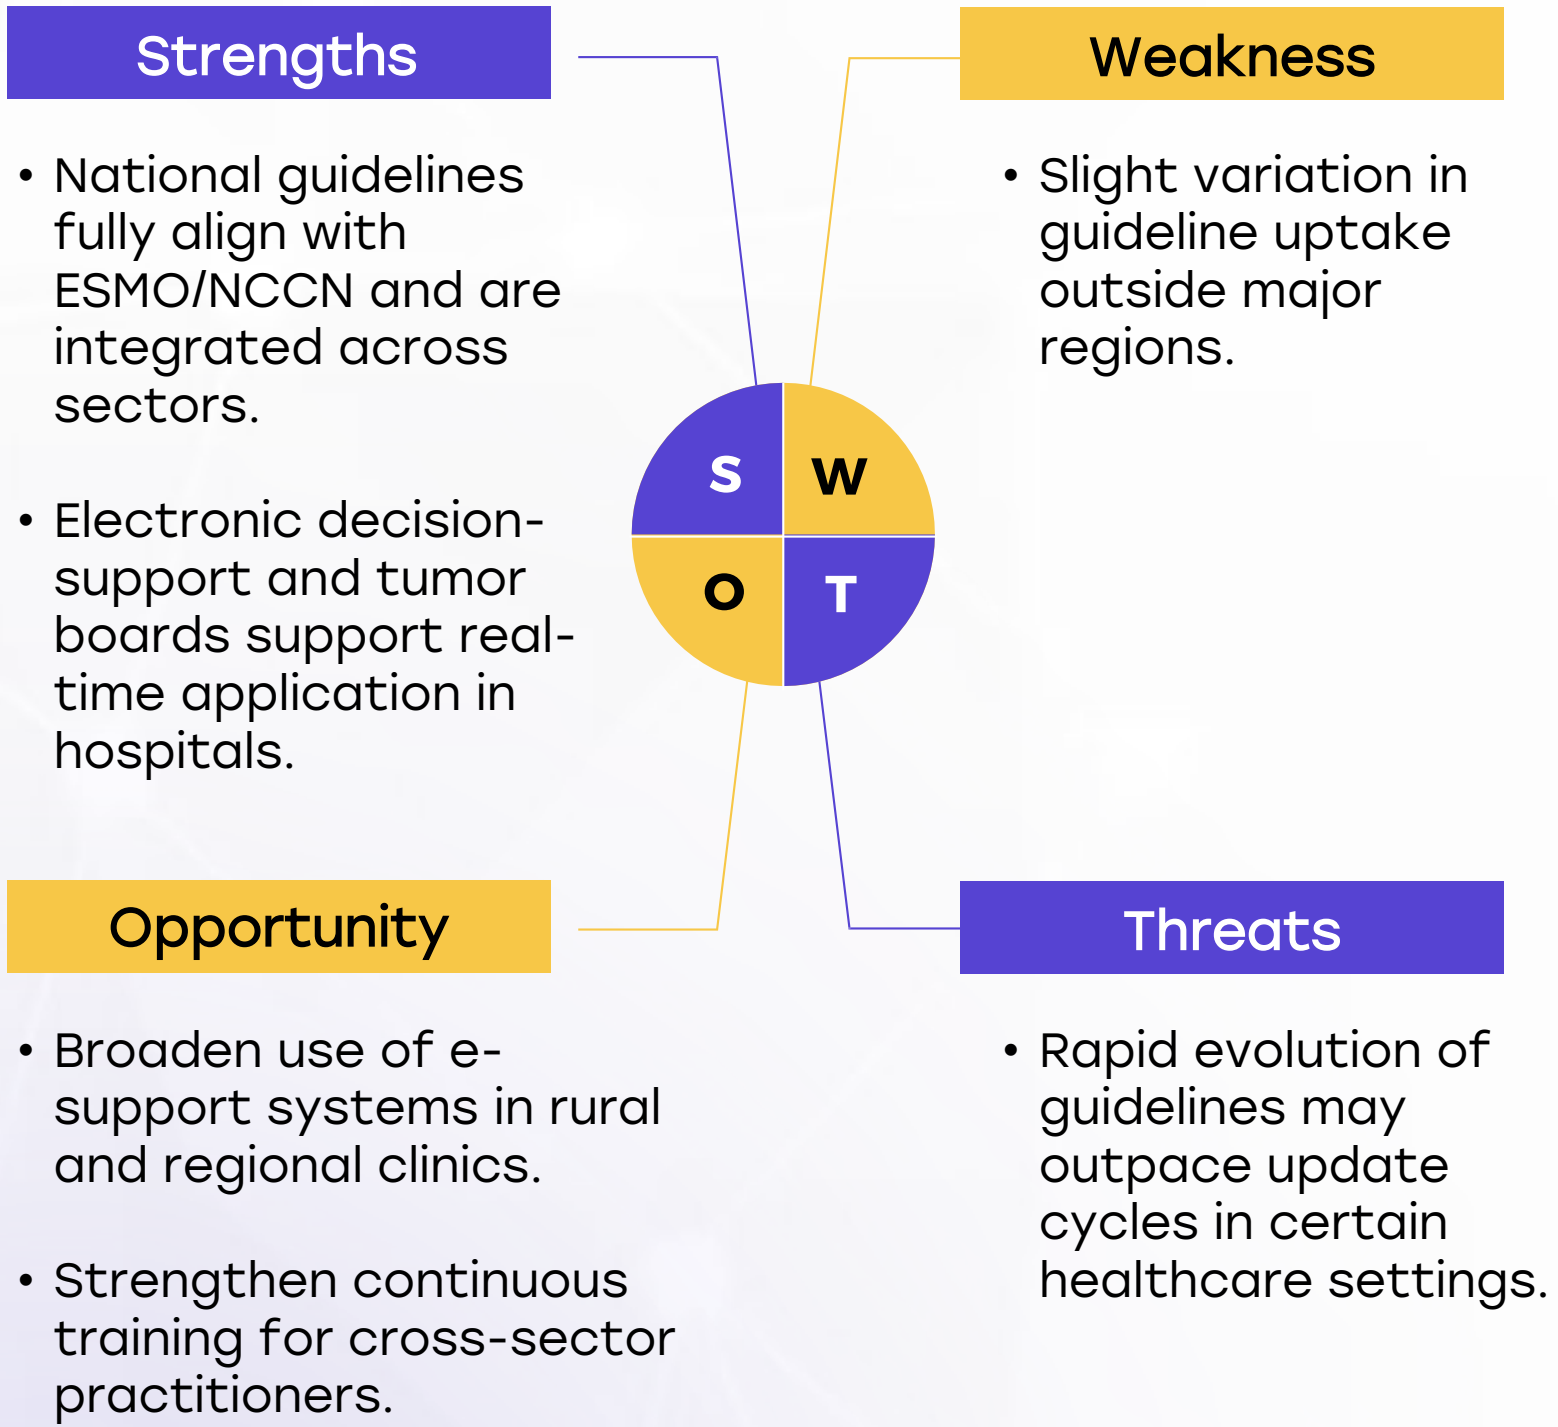 Strengths
• National guidelines
fully align with
ESMO/NCCN and are
integrated across
sectors.
• Electronic decision-
support and tumor
boards support real-
time application in
hospitals.
Weakness
• Slight variation in
guideline uptake
outside major
regions.
S
W
O
T
Opportunity
• Broaden use of e-
support systems in rural
and regional clinics.
• Strengthen continuous
training for cross-sector
practitioners.
Threats
• Rapid evolution of
guidelines may
outpace update
cycles in certain
healthcare settings.